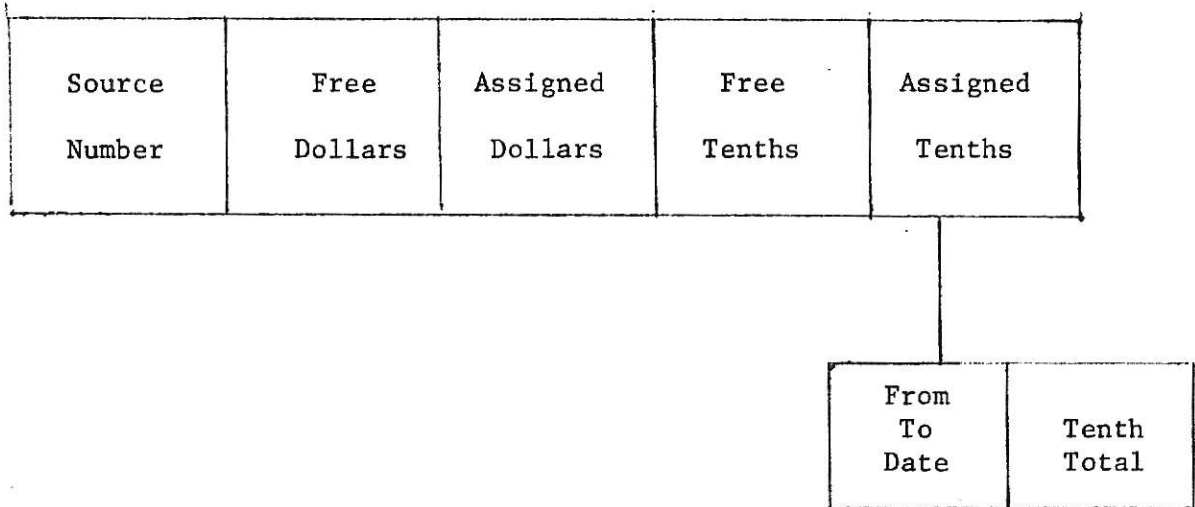 Source Free Assigned Free Assigned
Number Dollars Dollars Tenths Tenths
From
To Tenth
Date Total